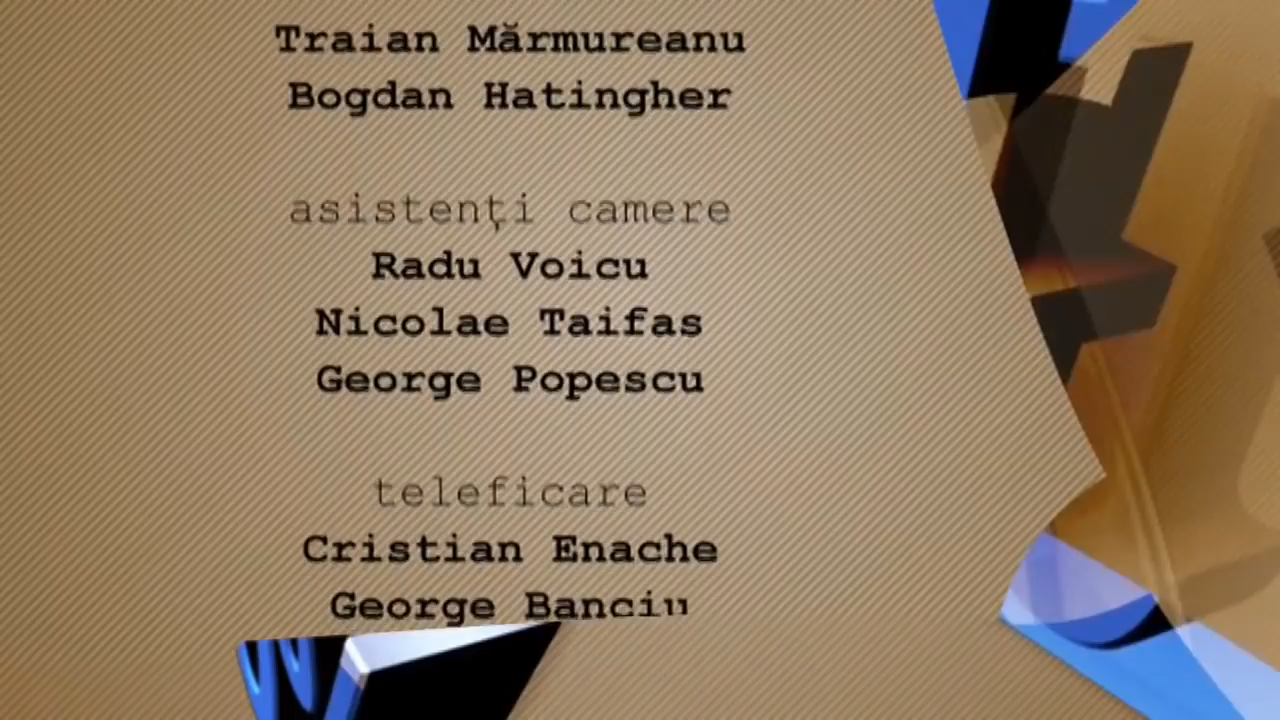 Traian Mărmureanu
Bogdan Hatingher
asistenţi camere
Radu Voicu
Nicolae Taifas
George Popescu
teleficare
Cristian Enache
George Banciu